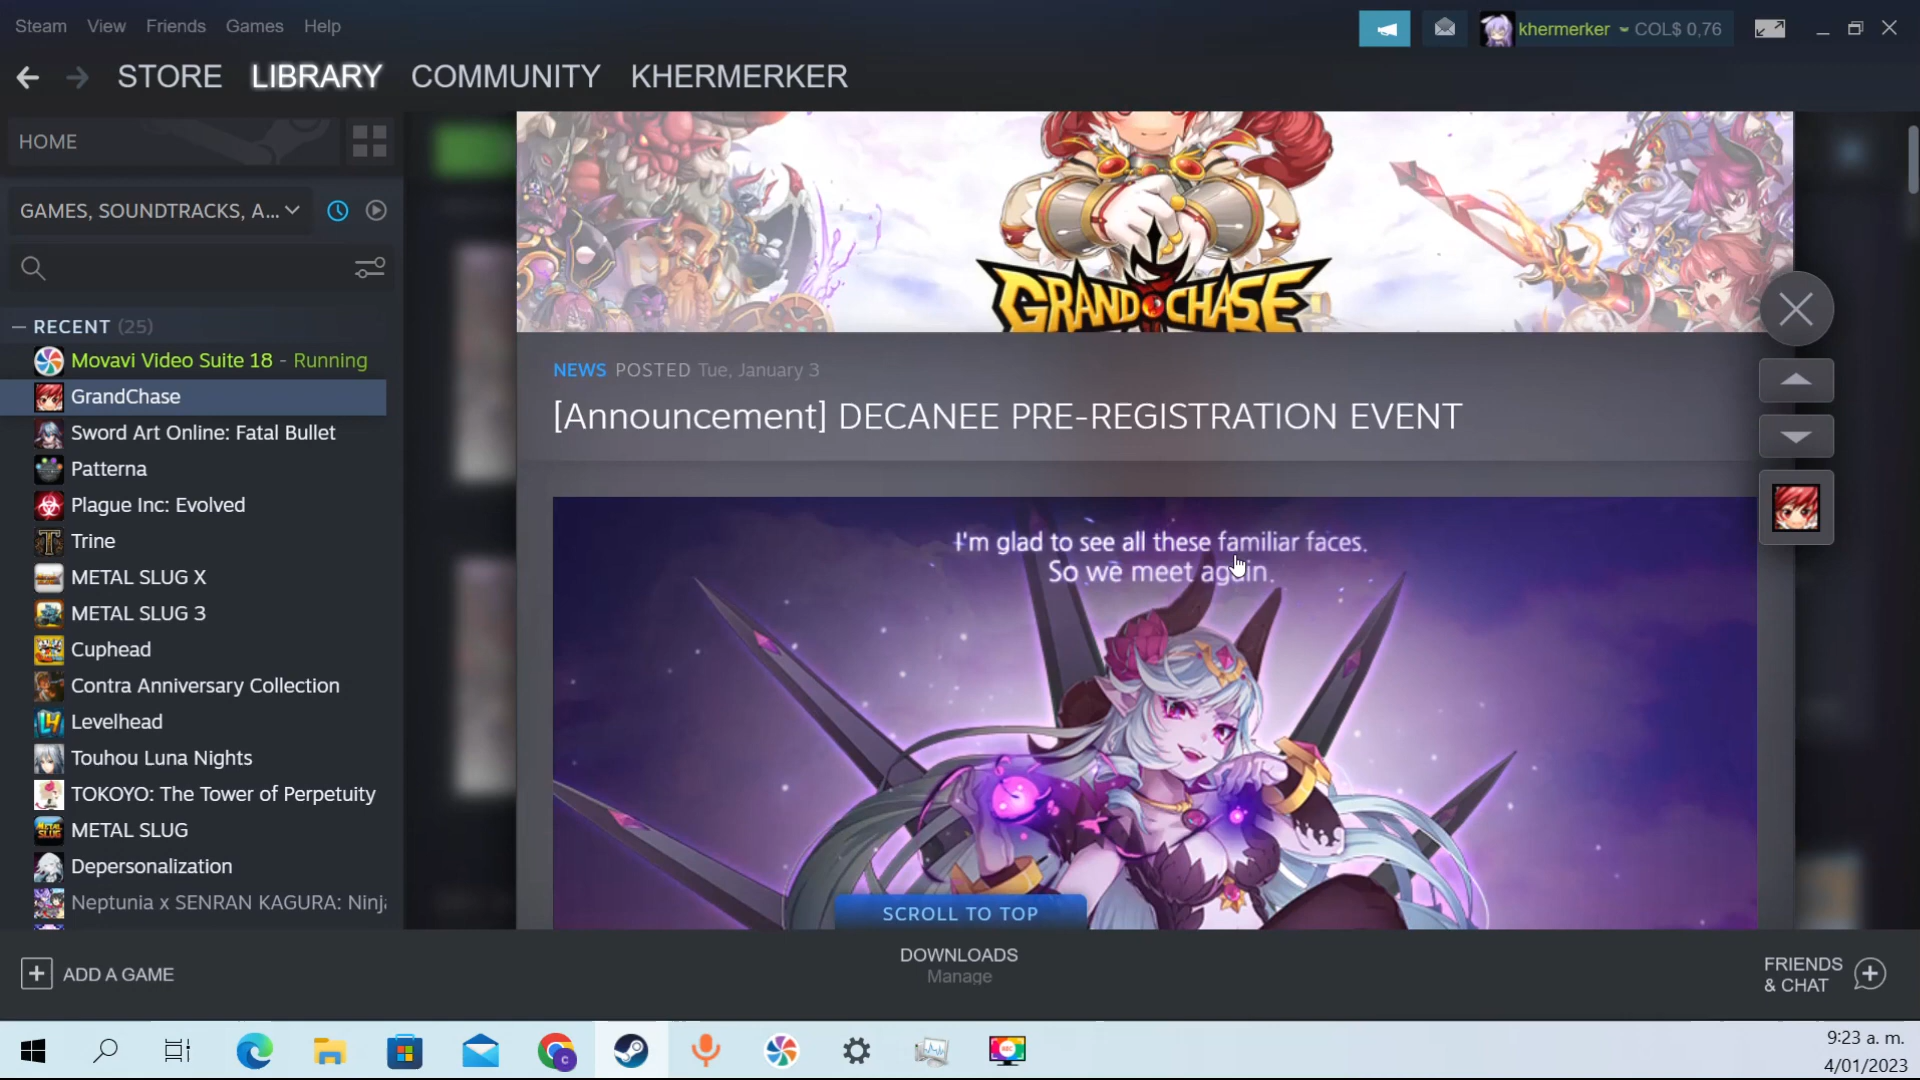 Steam View Friends Games Help
khermerker COL$ 0,76
STORE LIBRARY COMMUNITY KHERMERKER
HOME
GAMES, SOUNDTRACKS, A...
RECENT (25)
Movavi Video Suite 18 - Running
GrandChase
Sword Art Online: Fatal Bullet
Patterna
Plague Inc: Evolved
Trine
METAL SLUG X
METAL SLUG 3
Cuphead
Contra Anniversary Collection
Levelhead
Touhou Luna Nights
TOKOYO: The Tower of Perpetuity
METAL SLUG
Depersonalization
Neptunia x SENRAN KAGURA: Ninj
GRAND CHASE
NEWS POSTED Tue, January 3
[Announcement] DECANEE PRE-REGISTRATION EVENT
I'm glad to see all these familiar faces.
So we meet again.
SCROLL TO TOP
ADD A GAME
DOWNLOADS
Manage
FRIENDS
& CHAT
9:23 a. m.
4/01/2023